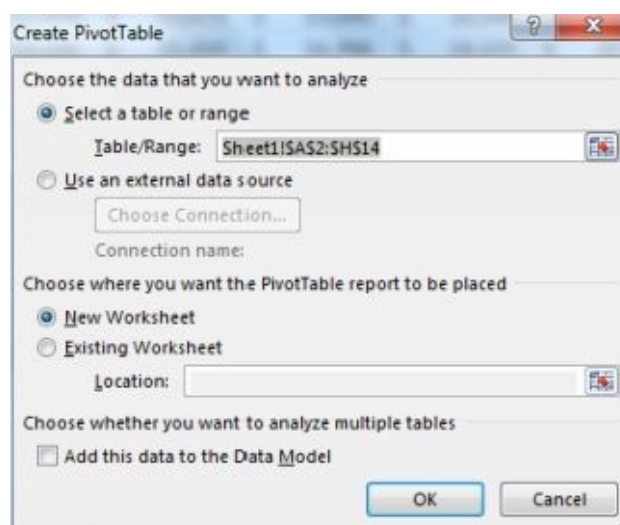 Create PivotTable
?
X
Choose the data that you want to analyze
Select a table or range
Table/Range: Sheet1!$A$2:$H$14
Use an external data source
Choose Connection...
Connection name:
Choose where you want the PivotTable report to be placed
New Worksheet
Existing Worksheet
Location:
Choose whether you want to analyze multiple tables
Add this data to the Data Model
OK Cancel